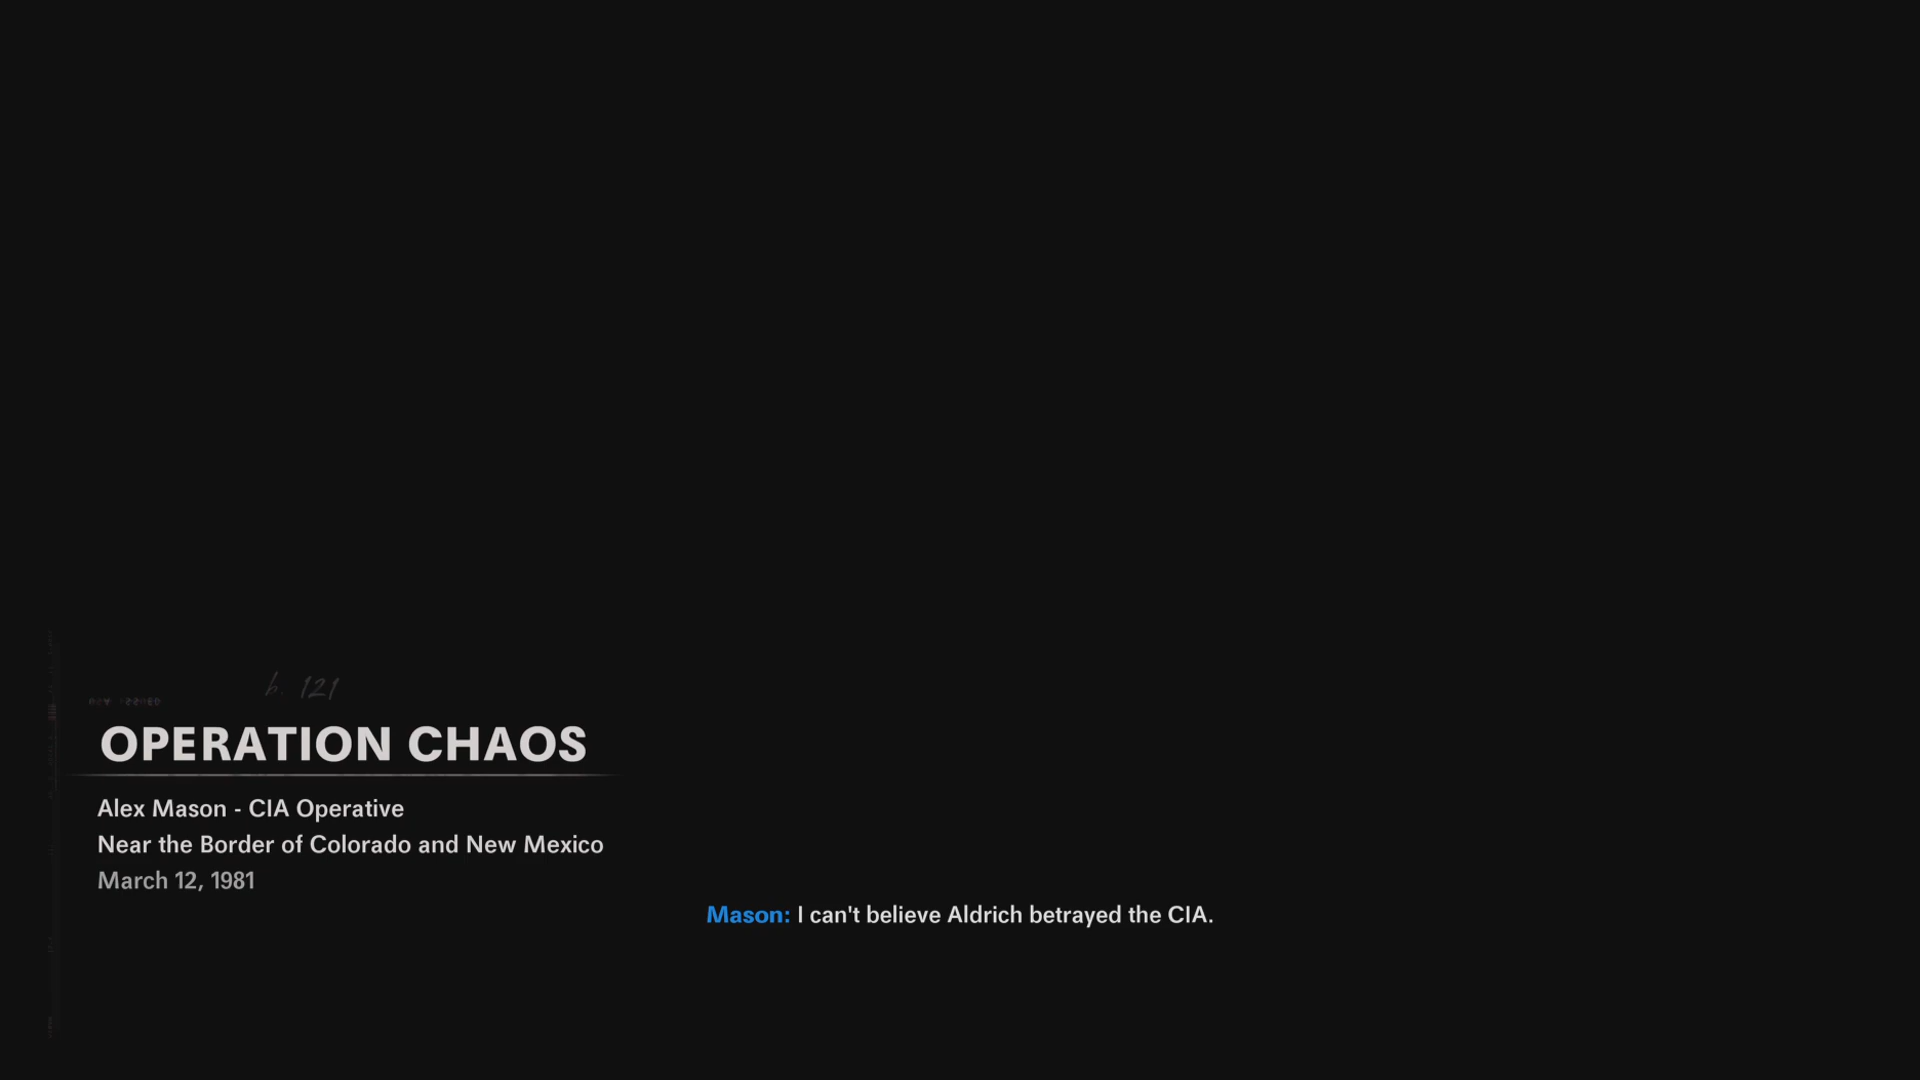 b. 121
OPERATION CHAOS
Alex Mason - CIA Operative
Near the Border of Colorado and New Mexico
March 12, 1981
Mason: I can't believe Aldrich betrayed the CIA.